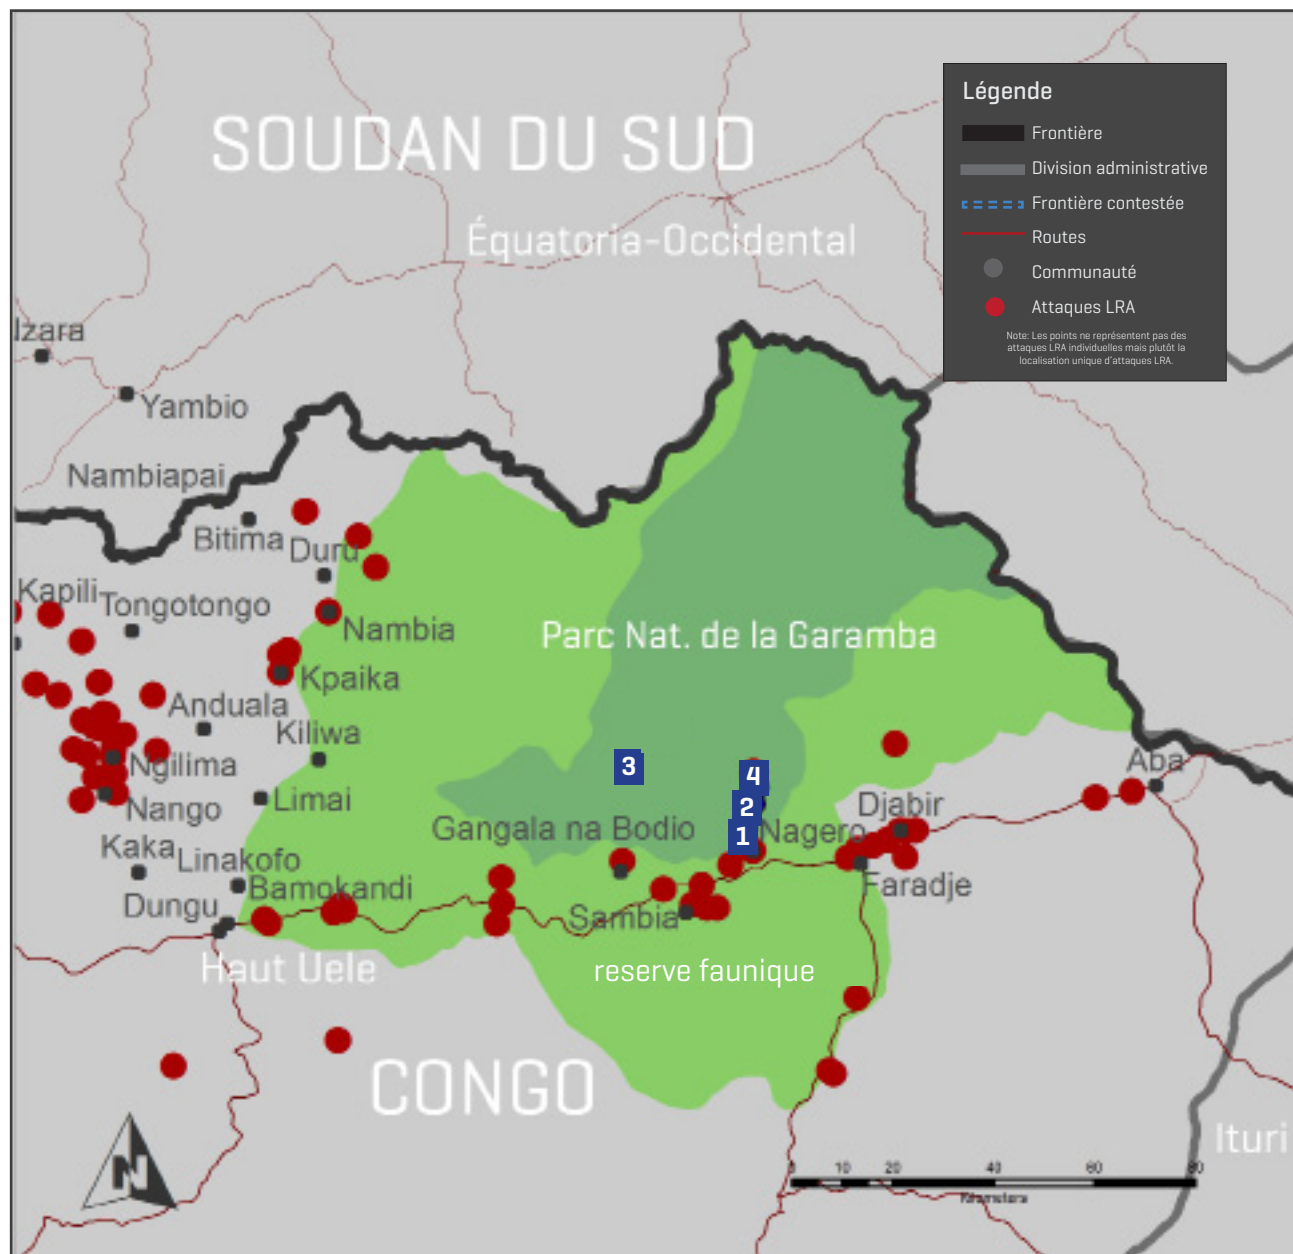 Légende
Frontière
SOUDAN DU SUD
Division administrative
Frontière contestée
Équatoria-Occidental
Routes
Communauté
Attaques LRA
Note: Les points ne représentent pas des
attaques LRA individuelles mais plutôt la
localisation unique d'attaques LRA.
Yambio
Nambiapai
Bitima
Duru
Kapili
Tongotongo
Nambia
Parc Nat. de la Garamba
Kpaika
Anduala
Kiliwa
Ngilima
3
4
Aba
Nango
Limai
2
Djabir
Gangala na Bodio
1
Nagero
Kaka
Linakofo
Bamokandi
Faradje
Dungu
Sambia
Haut Uele
reserve faunique
CONGO
Ituri
N
10
20
40
60
80
Kilometers